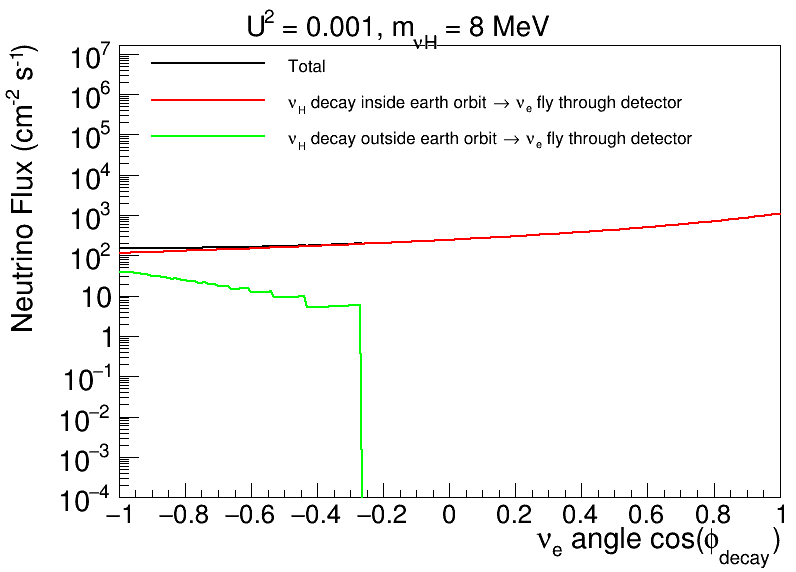 U² = 0.001, m_νH = 8 MeV
Neutrino Flux (cm⁻² s⁻¹)
Total
ν_H decay inside earth orbit → ν_e fly through detector
ν_H decay outside earth orbit → ν_e fly through detector
10⁷
10⁶
10⁵
10⁴
10³
10²
10
1
10⁻¹
10⁻²
10⁻³
10⁻⁴
−1 −0.8 −0.6 −0.4 −0.2 0 0.2 0.4 0.6 0.8 1
ν_e angle cos(ϕ_decay)